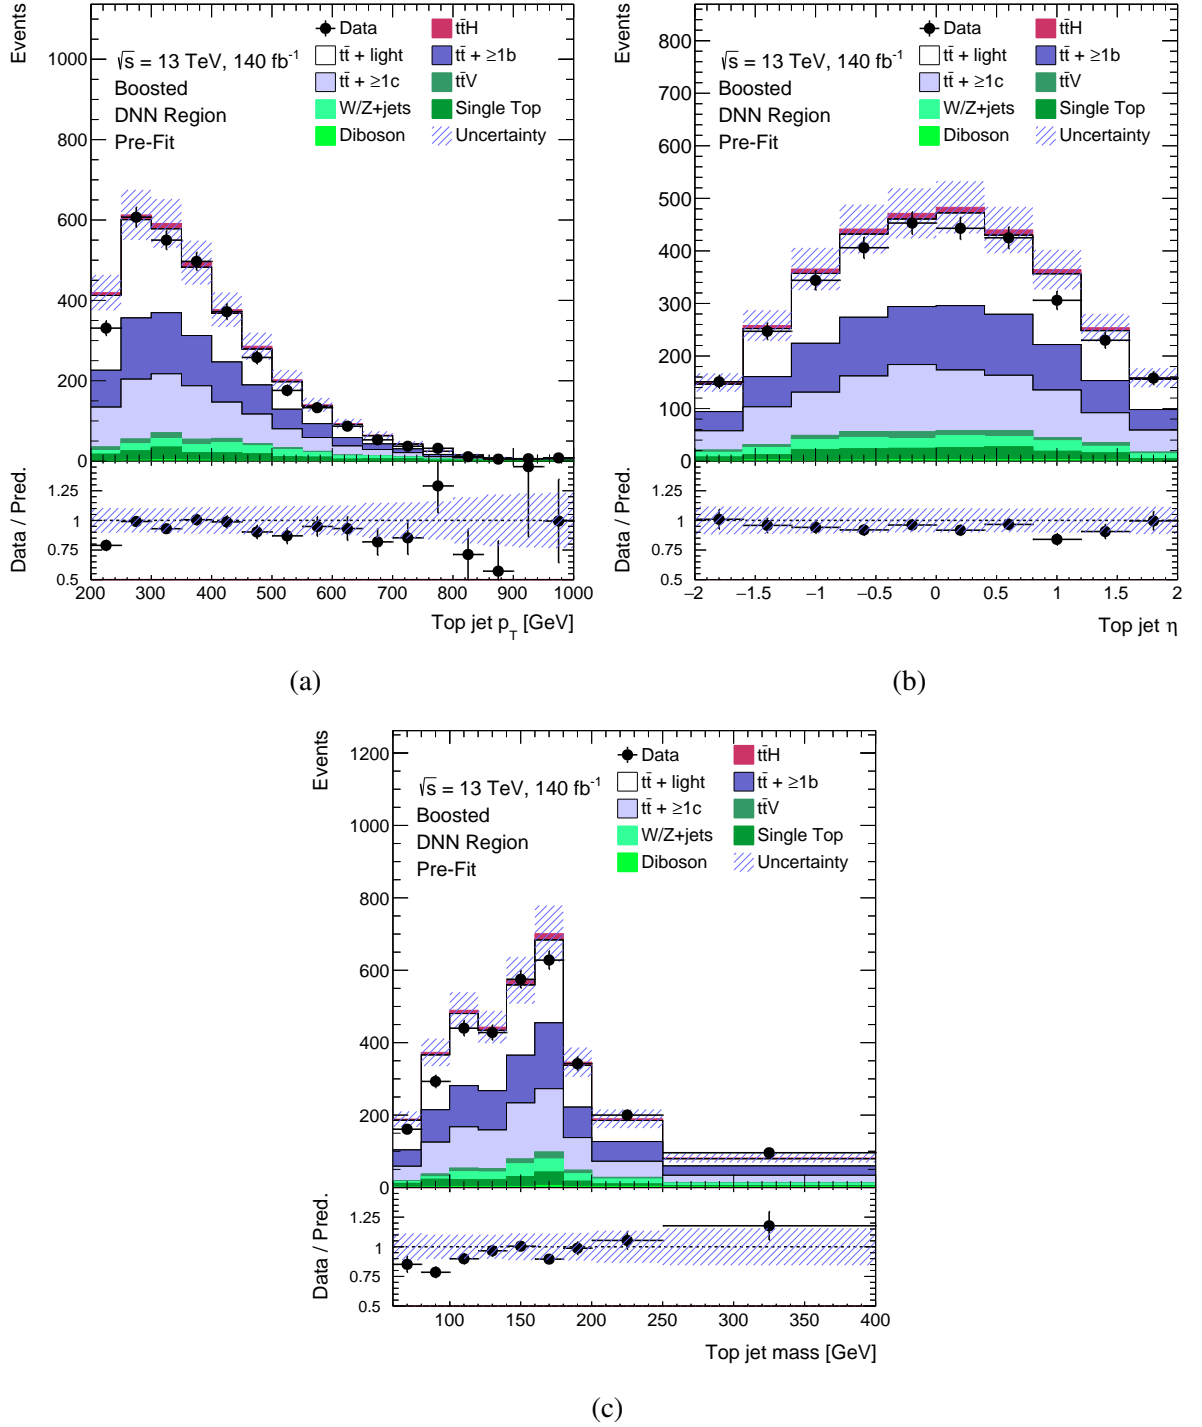 Events
1000
800
600
400
200
0
√s = 13 TeV, 140 fb⁻¹
Boosted
DNN Region
Pre-Fit
Data
tt̄ + light
tt̄ + ≥1c
W/Z+jets
Diboson
tt̄H
tt̄ + ≥1b
tt̄V
Single Top
Uncertainty
Data / Pred.
1.25
1
0.75
0.5
200 300 400 500 600 700 800 900 1000
Top jet p_T [GeV]
(a)
Events
800
700
600
500
400
300
200
100
0
√s = 13 TeV, 140 fb⁻¹
Boosted
DNN Region
Pre-Fit
Data
tt̄ + light
tt̄ + ≥1c
W/Z+jets
Diboson
tt̄H
tt̄ + ≥1b
tt̄V
Single Top
Uncertainty
Data / Pred.
1.25
1
0.75
0.5
−2 −1.5 −1 −0.5 0 0.5 1 1.5 2
Top jet η
(b)
Events
1200
1000
800
600
400
200
0
√s = 13 TeV, 140 fb⁻¹
Boosted
DNN Region
Pre-Fit
Data
tt̄ + light
tt̄ + ≥1c
W/Z+jets
Diboson
tt̄H
tt̄ + ≥1b
tt̄V
Single Top
Uncertainty
Data / Pred.
1.25
1
0.75
0.5
100 150 200 250 300 350 400
Top jet mass [GeV]
(c)